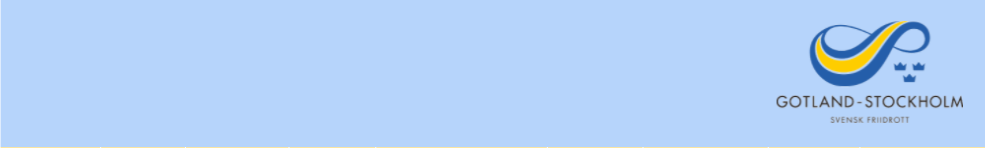 GOTLAND-STOCKHOLM
SVENSK FRIIDROTT